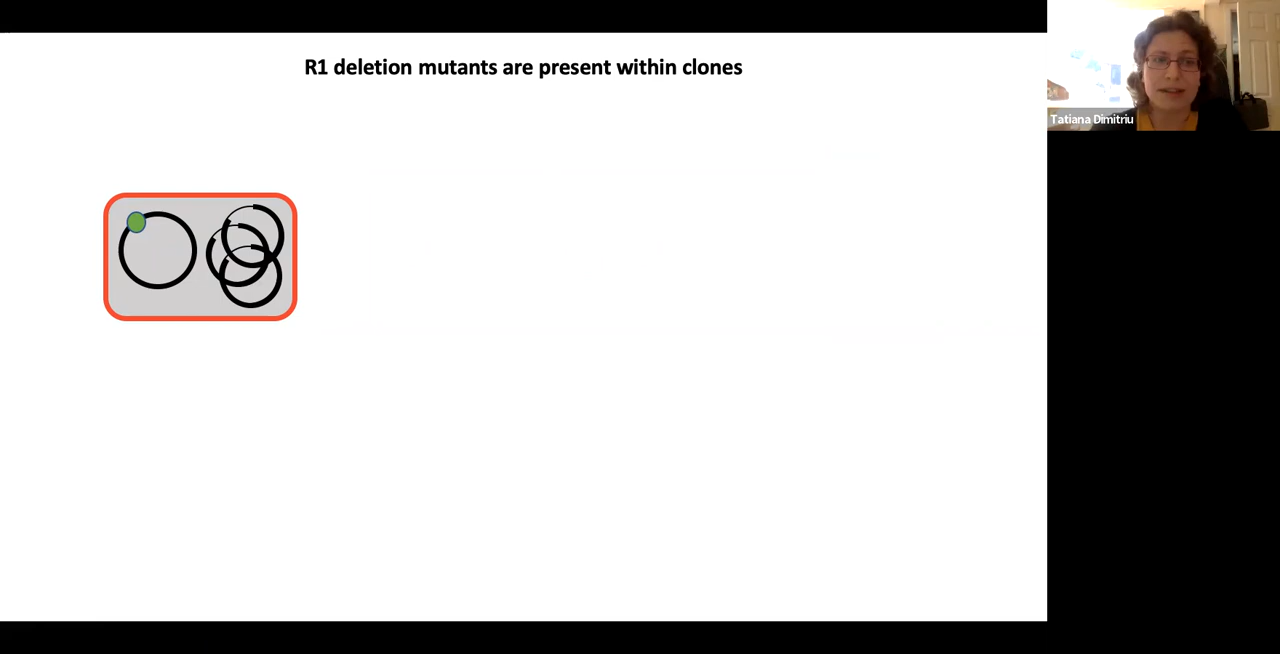 R1 deletion mutants are present within clones
Tatiana Dimitriu